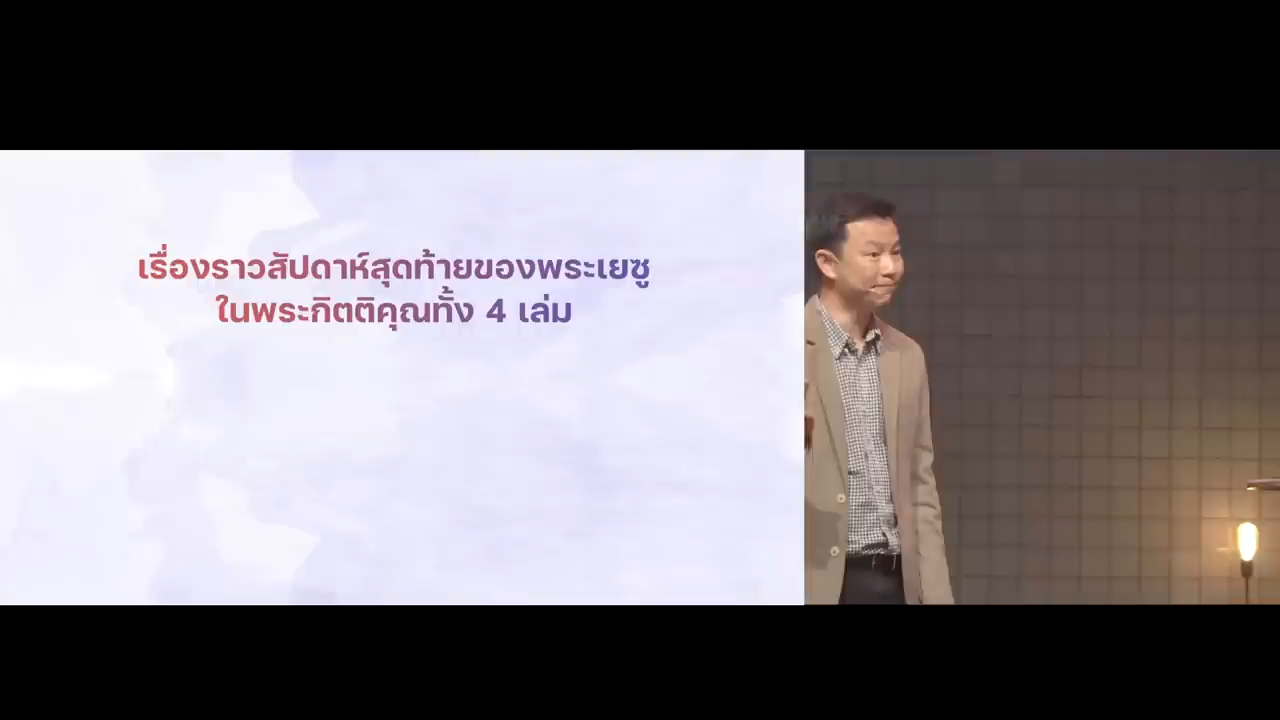 เรื่องราวสัปดาห์สุดท้ายของพระเยซู
ในพระกิตติคุณทั้ง 4 เล่ม